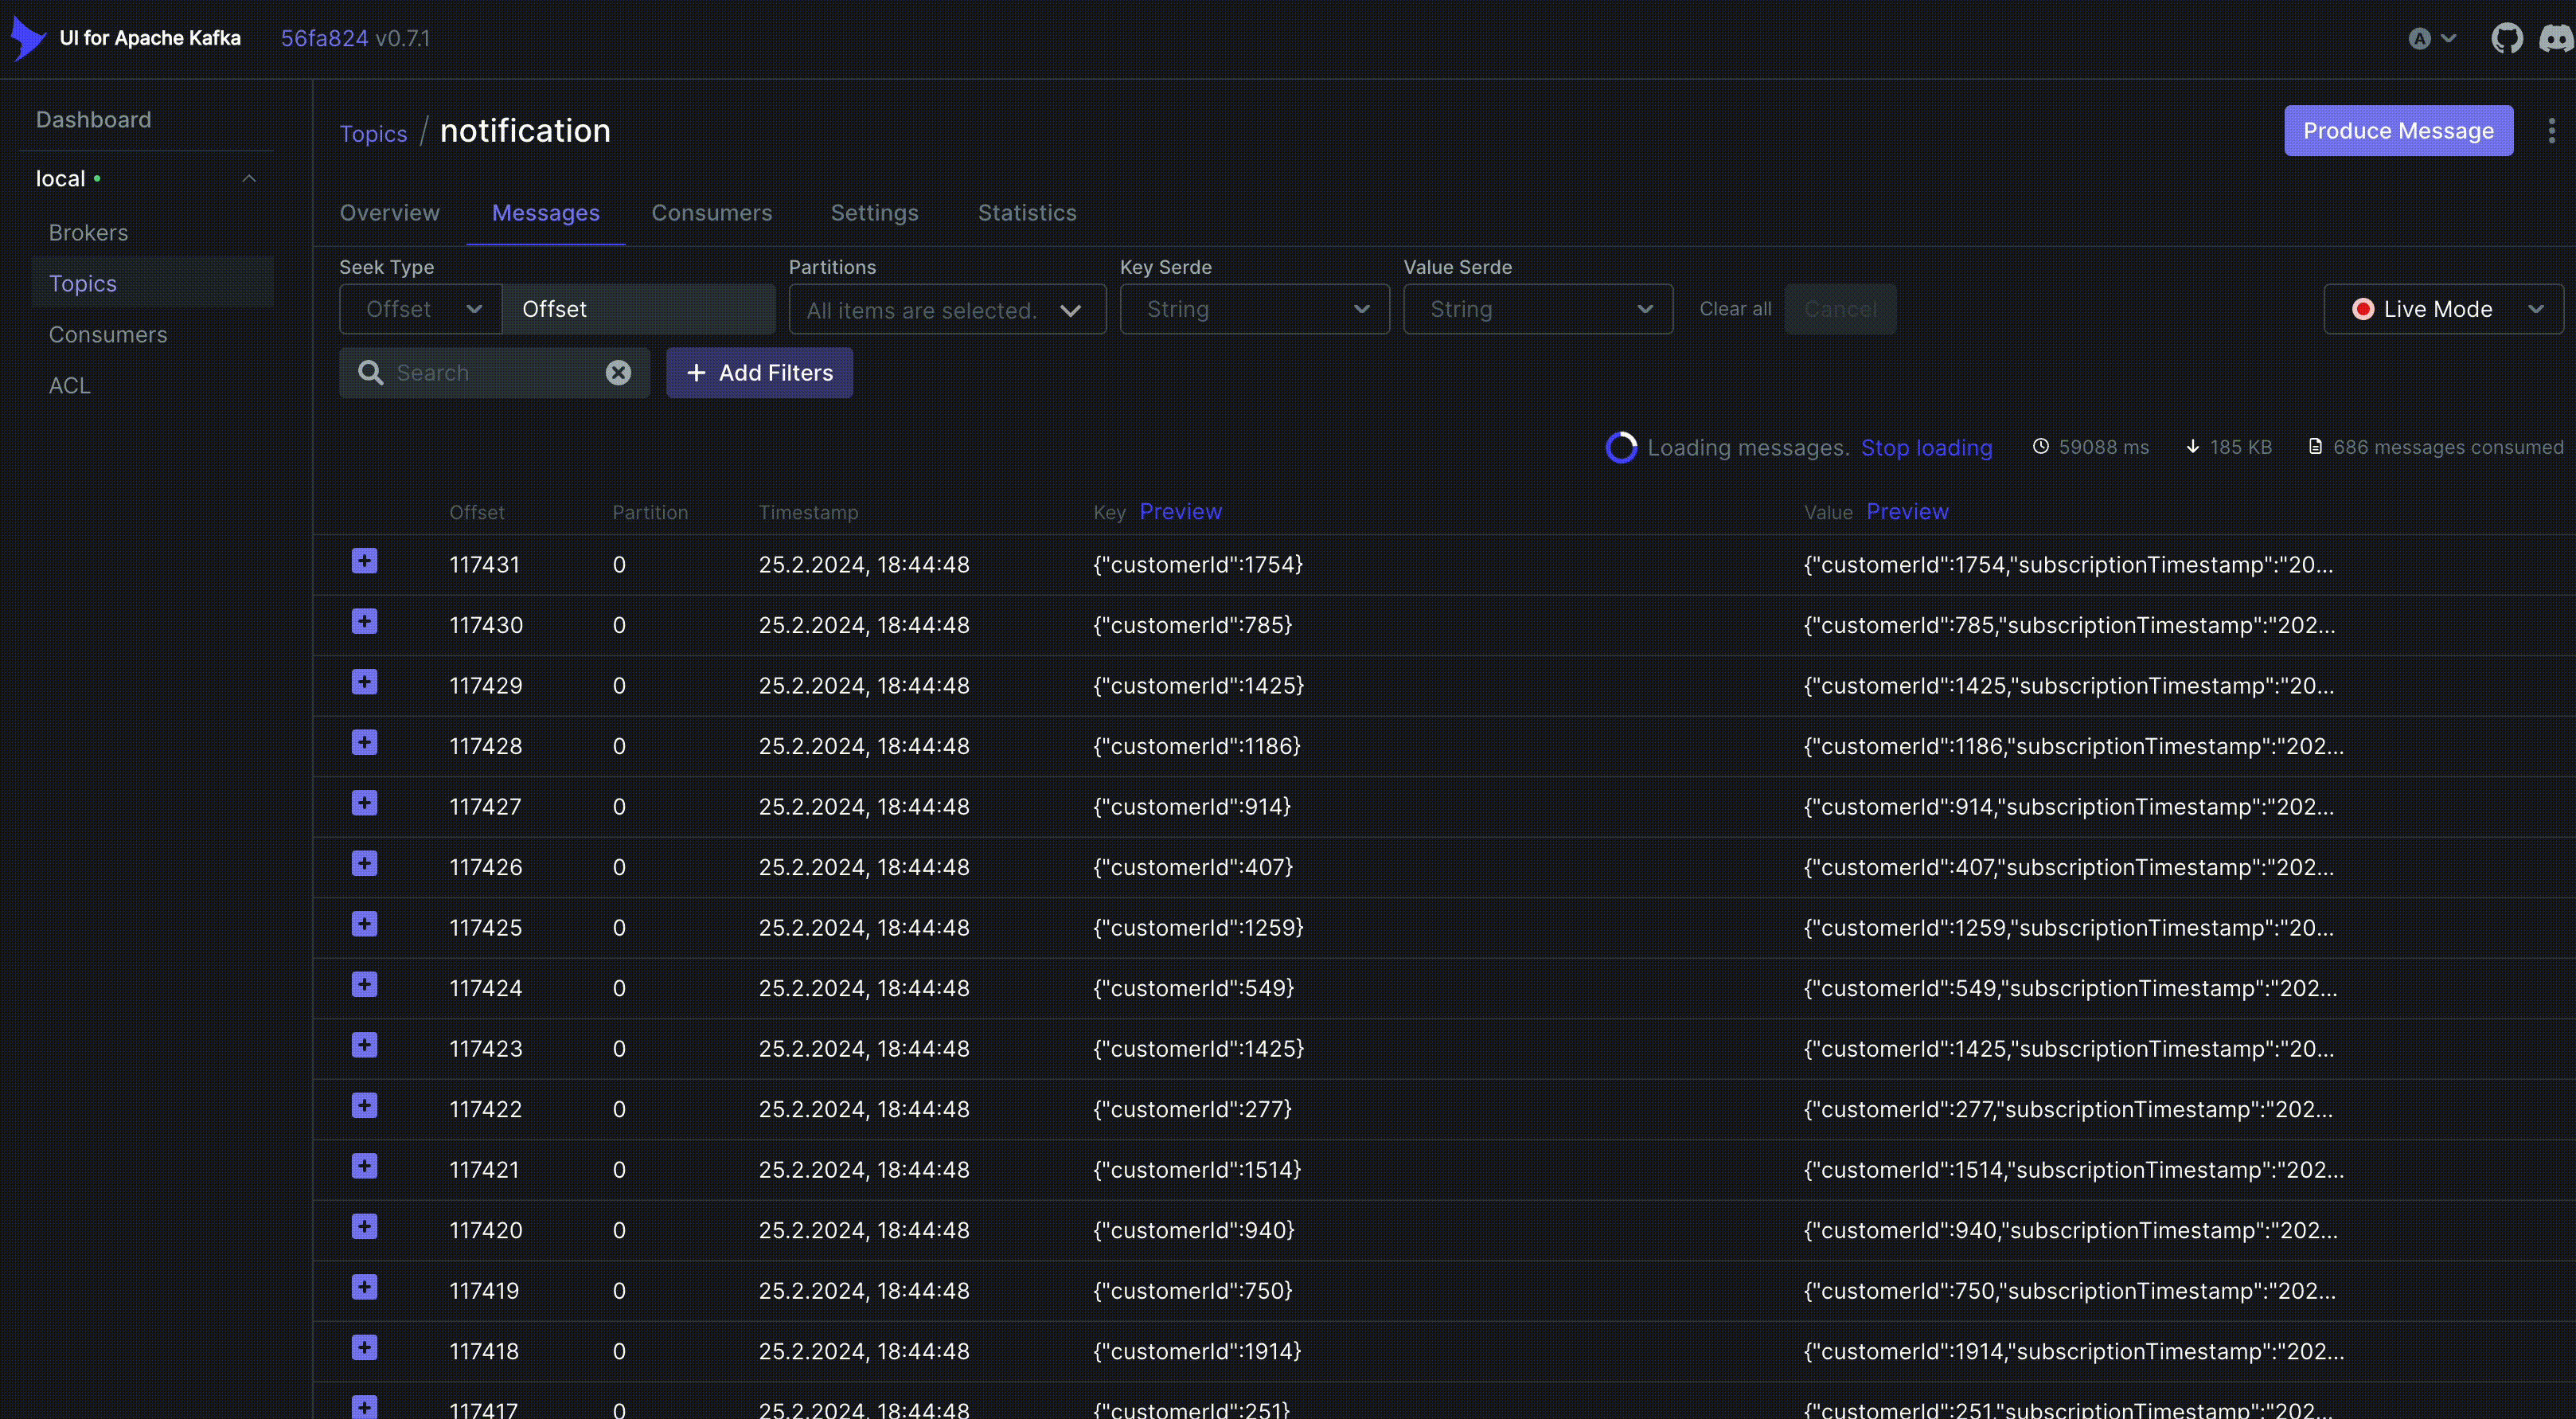 UI for Apache Kafka 56fa824 v0.7.1 A
Dashboard
local
Brokers
Topics
Consumers
ACL
Topics / notification
Produce Message
Overview Messages Consumers Settings Statistics
Seek Type Partitions Key Serde Value Serde
Offset Offset All items are selected. String String Clear all Cancel Live Mode
Search + Add Filters
Loading messages. Stop loading 59088 ms 185 KB 686 messages consumed
Offset Partition Timestamp Key Preview Value Preview
117431 0 25.2.2024, 18:44:48 {"customerId":1754} {"customerId":1754,"subscriptionTimestamp":"20...
117430 0 25.2.2024, 18:44:48 {"customerId":785} {"customerId":785,"subscriptionTimestamp":"202...
117429 0 25.2.2024, 18:44:48 {"customerId":1425} {"customerId":1425,"subscriptionTimestamp":"20...
117428 0 25.2.2024, 18:44:48 {"customerId":1186} {"customerId":1186,"subscriptionTimestamp":"202...
117427 0 25.2.2024, 18:44:48 {"customerId":914} {"customerId":914,"subscriptionTimestamp":"202...
117426 0 25.2.2024, 18:44:48 {"customerId":407} {"customerId":407,"subscriptionTimestamp":"202...
117425 0 25.2.2024, 18:44:48 {"customerId":1259} {"customerId":1259,"subscriptionTimestamp":"20...
117424 0 25.2.2024, 18:44:48 {"customerId":549} {"customerId":549,"subscriptionTimestamp":"202...
117423 0 25.2.2024, 18:44:48 {"customerId":1425} {"customerId":1425,"subscriptionTimestamp":"20...
117422 0 25.2.2024, 18:44:48 {"customerId":277} {"customerId":277,"subscriptionTimestamp":"202...
117421 0 25.2.2024, 18:44:48 {"customerId":1514} {"customerId":1514,"subscriptionTimestamp":"202...
117420 0 25.2.2024, 18:44:48 {"customerId":940} {"customerId":940,"subscriptionTimestamp":"202...
117419 0 25.2.2024, 18:44:48 {"customerId":750} {"customerId":750,"subscriptionTimestamp":"202...
117418 0 25.2.2024, 18:44:48 {"customerId":1914} {"customerId":1914,"subscriptionTimestamp":"202...
117417 0 25.2.2024, 18:44:48 {"customerId":251} {"customerId":251,"subscriptionTimestamp":"202...